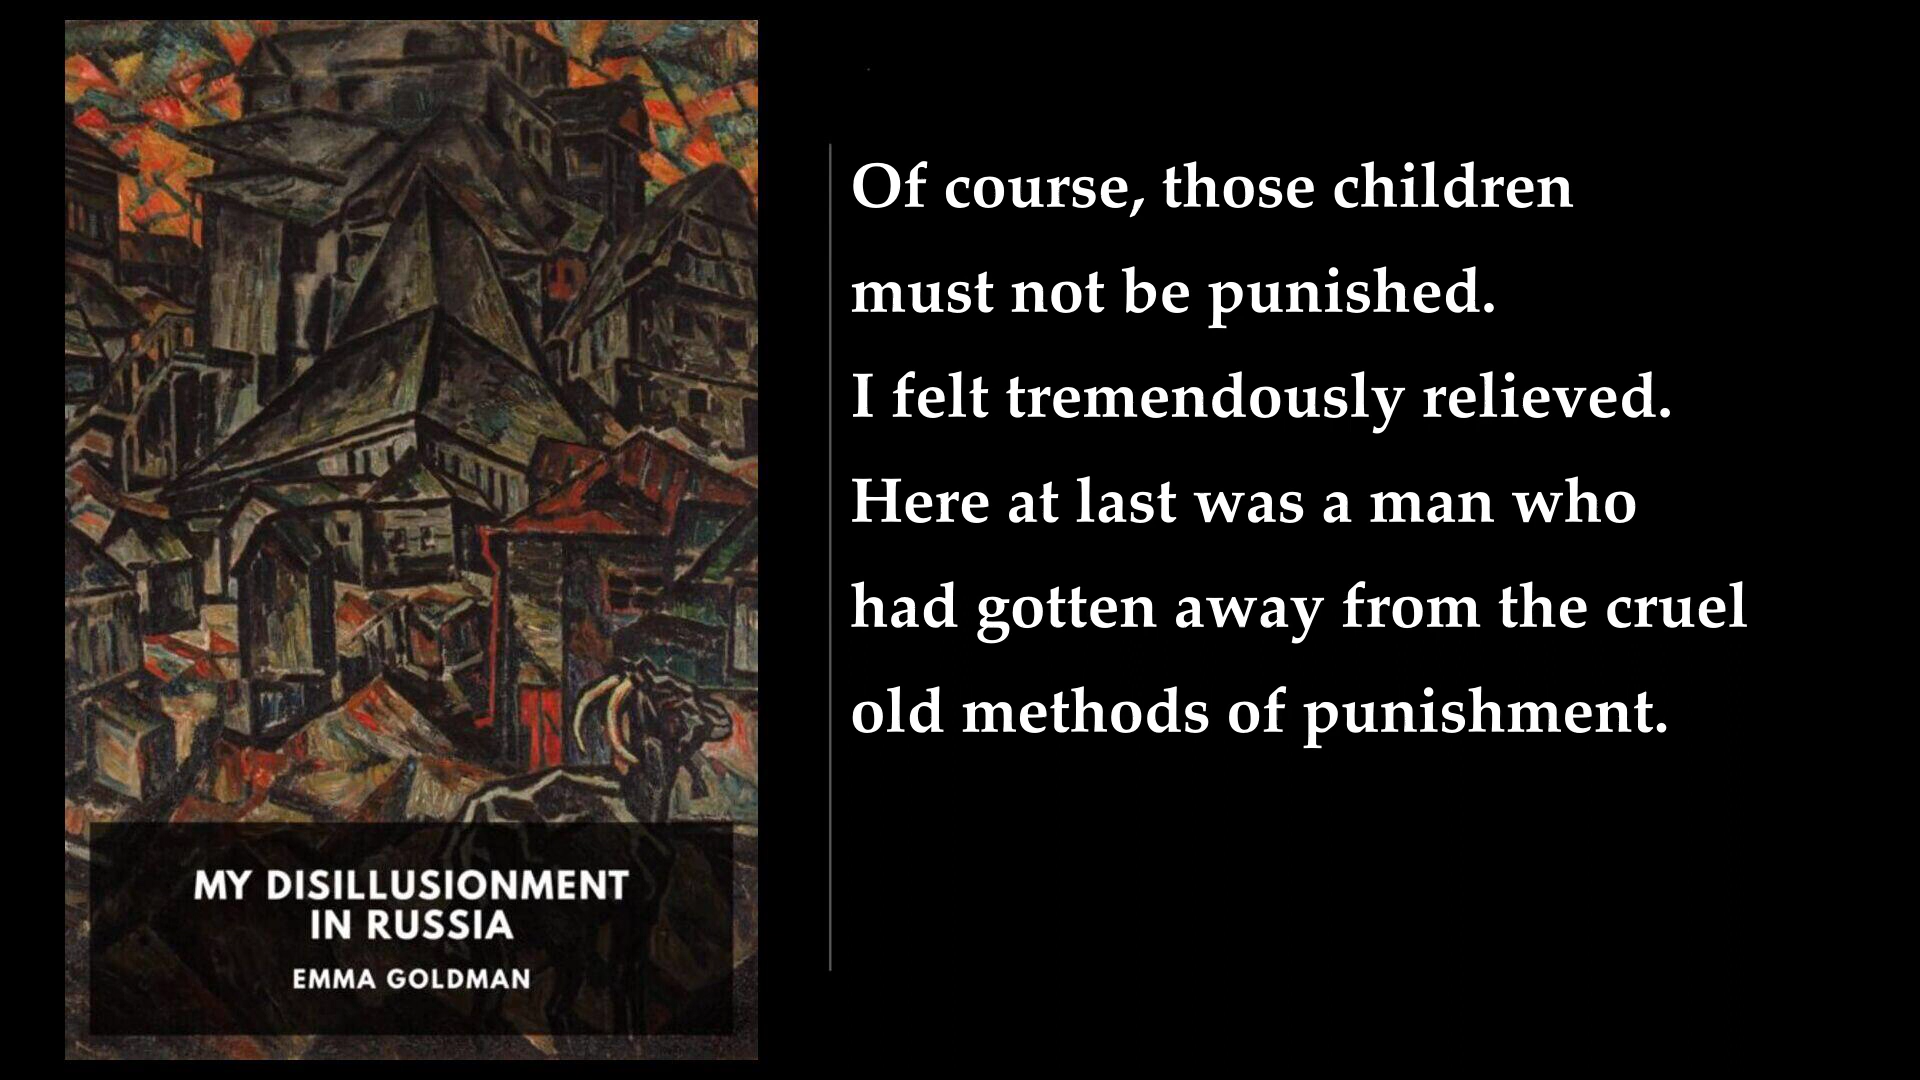 Of course, those children
must not be punished.
I felt tremendously relieved.
Here at last was a man who
had gotten away from the cruel
old methods of punishment.
MY DISILLUSIONMENT
IN RUSSIA
EMMA GOLDMAN